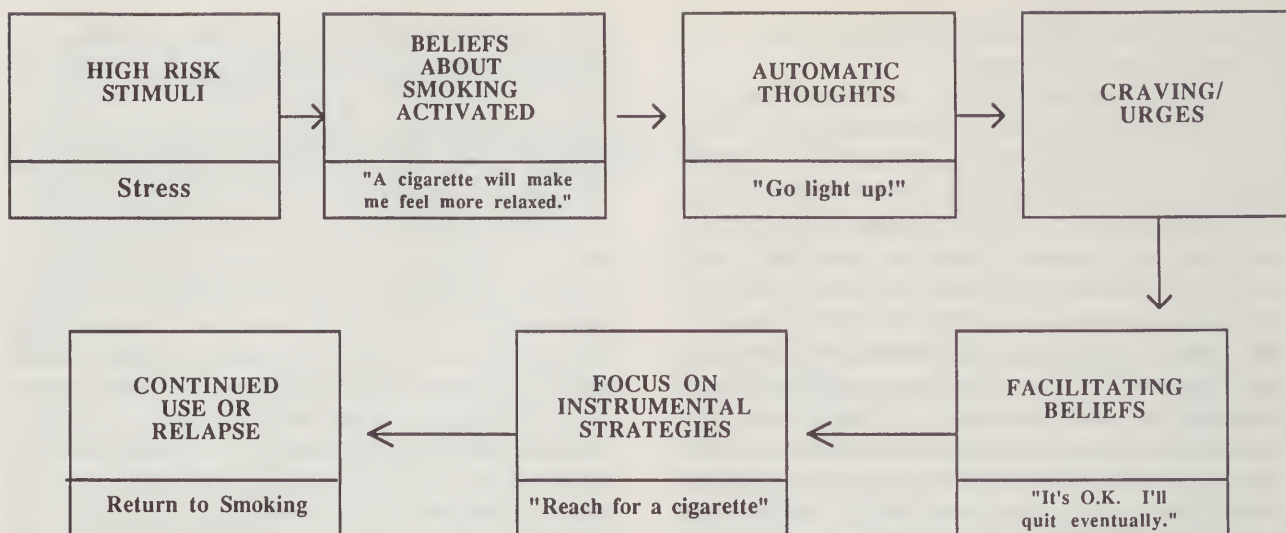 HIGH RISK
STIMULI
Stress
BELIEFS
ABOUT
SMOKING
ACTIVATED
"A cigarette will make
me feel more relaxed."
AUTOMATIC
THOUGHTS
"Go light up!"
CRAVING/
URGES
FACILITATING
BELIEFS
"It's O.K. I'll
quit eventually."
FOCUS ON
INSTRUMENTAL
STRATEGIES
"Reach for a cigarette"
CONTINUED
USE OR
RELAPSE
Return to Smoking